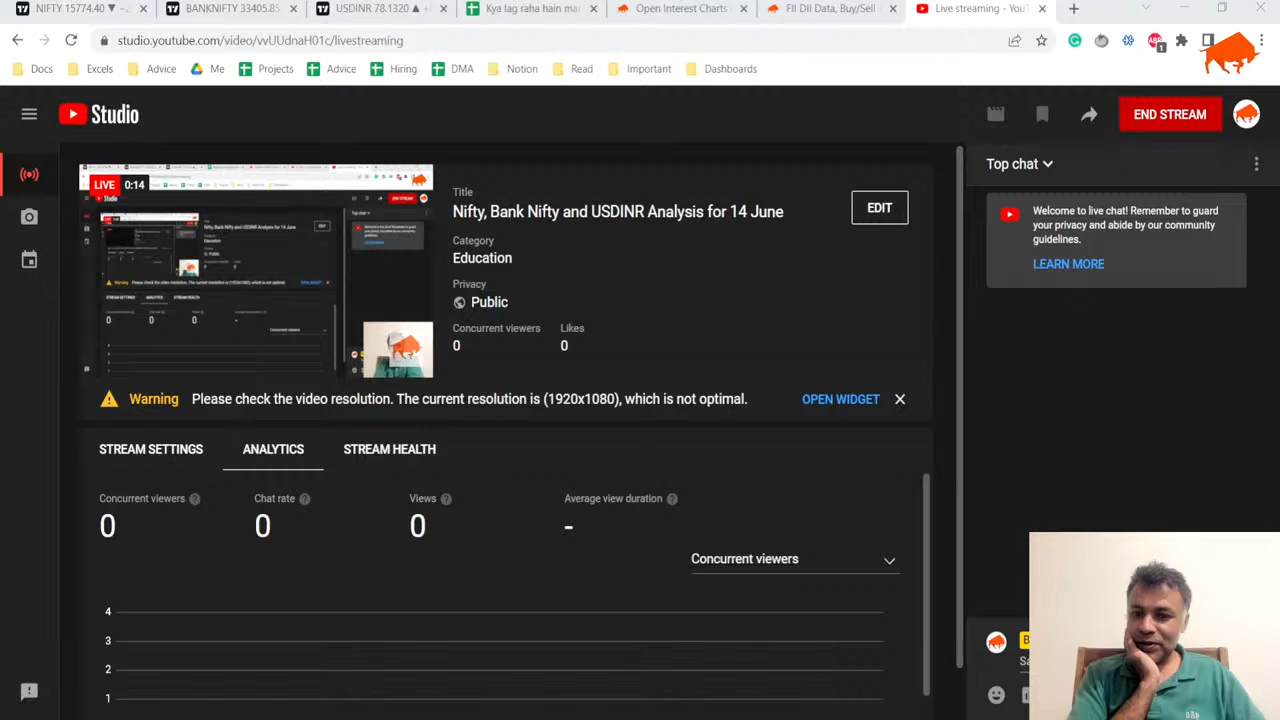 NIFTY 15774.40 ▼ −2
BANKNIFTY 33405.85
USDINR 78.1320 ▲ +
Kya lag raha hain mar
Open Interest Charts
FII DII Data, Buy/Sell
Live streaming - YouT
studio.youtube.com/video/vvUUdnaH01c/livestreaming
Docs
Excels
Advice
Me
Projects
Advice
Hiring
EMA
Notion
Read
Important
Dashboards
Studio
END STREAM
LIVE 0:14
Title
Nifty, Bank Nifty and USDINR Analysis for 14 June
EDIT
Category
Education
Privacy
Public
Concurrent viewers Likes
0 0
Top chat
Welcome to live chat! Remember to guard
your privacy and abide by our community
guidelines.
LEARN MORE
Warning Please check the video resolution. The current resolution is (1920x1080), which is not optimal. OPEN WIDGET
STREAM SETTINGS ANALYTICS STREAM HEALTH
Concurrent viewers Chat rate Views Average view duration
0 0 0 -
Concurrent viewers
4
3
2
1